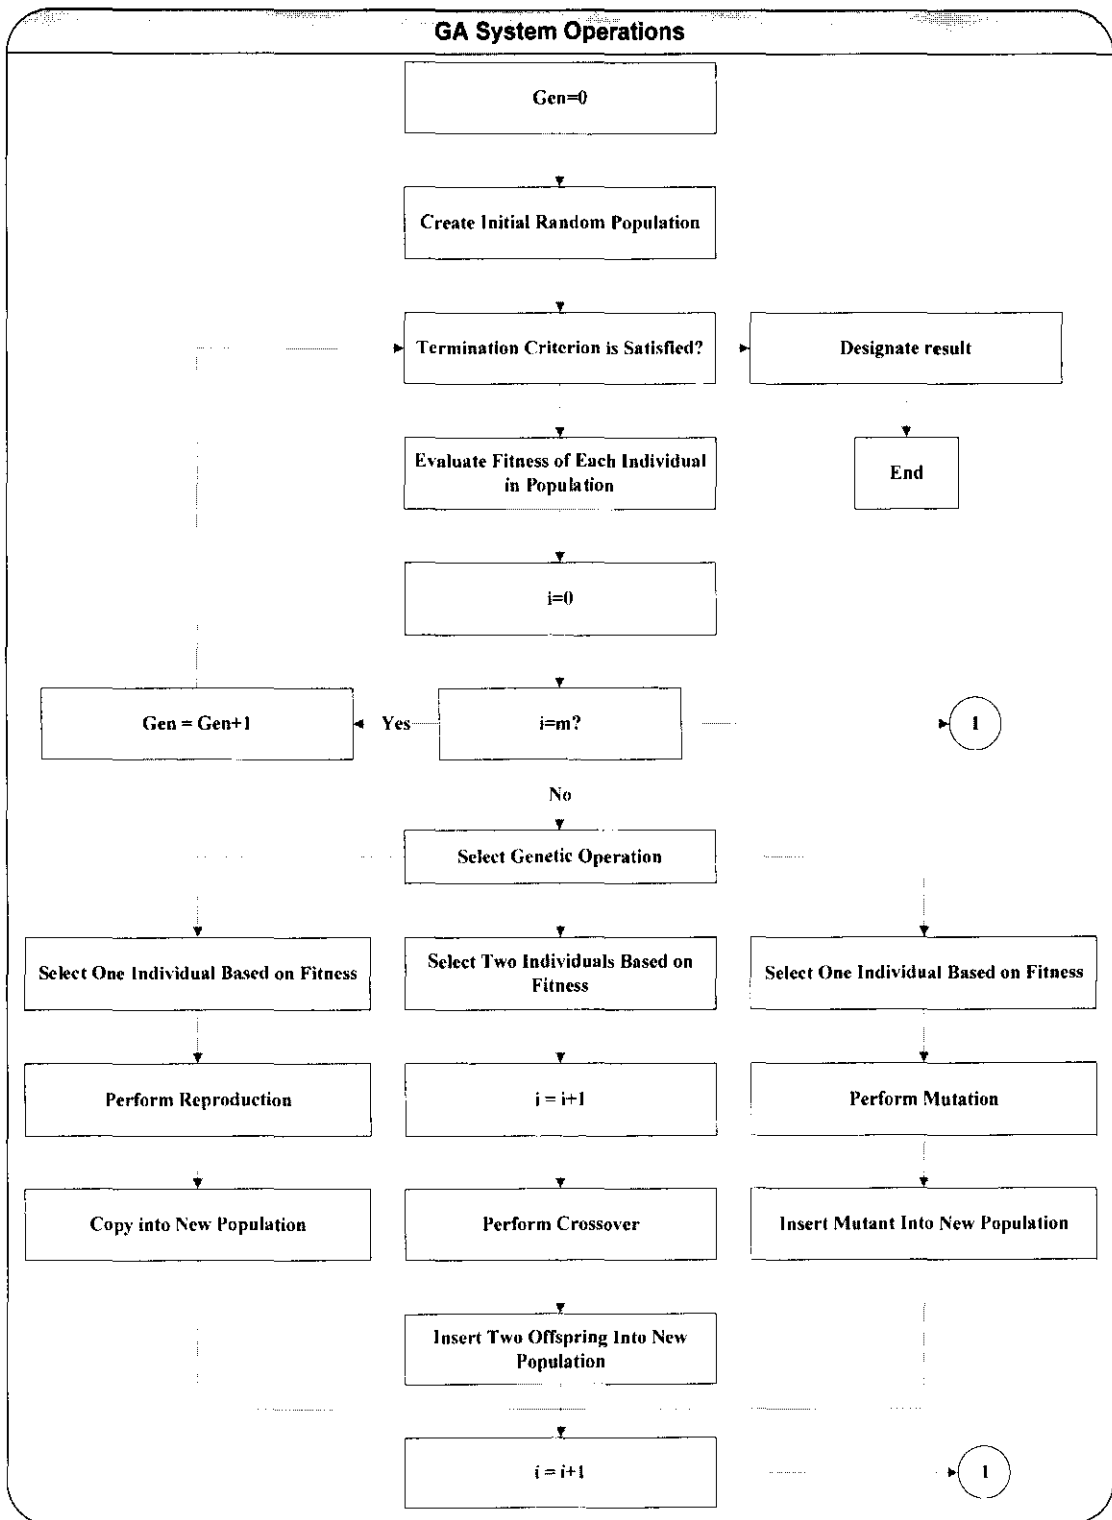 GA System Operations
Gen=0
Create Initial Random Population
Termination Criterion is Satisfied?
Designate result
Evaluate Fitness of Each Individual
in Population
End
i=0
Gen = Gen+1
Yes
i=m?
1
No
Select Genetic Operation
Select One Individual Based on Fitness
Select Two Individuals Based on
Fitness
Select One Individual Based on Fitness
Perform Reproduction
i = i+1
Perform Mutation
Copy into New Population
Perform Crossover
Insert Mutant Into New Population
Insert Two Offspring Into New
Population
i = i+1
1